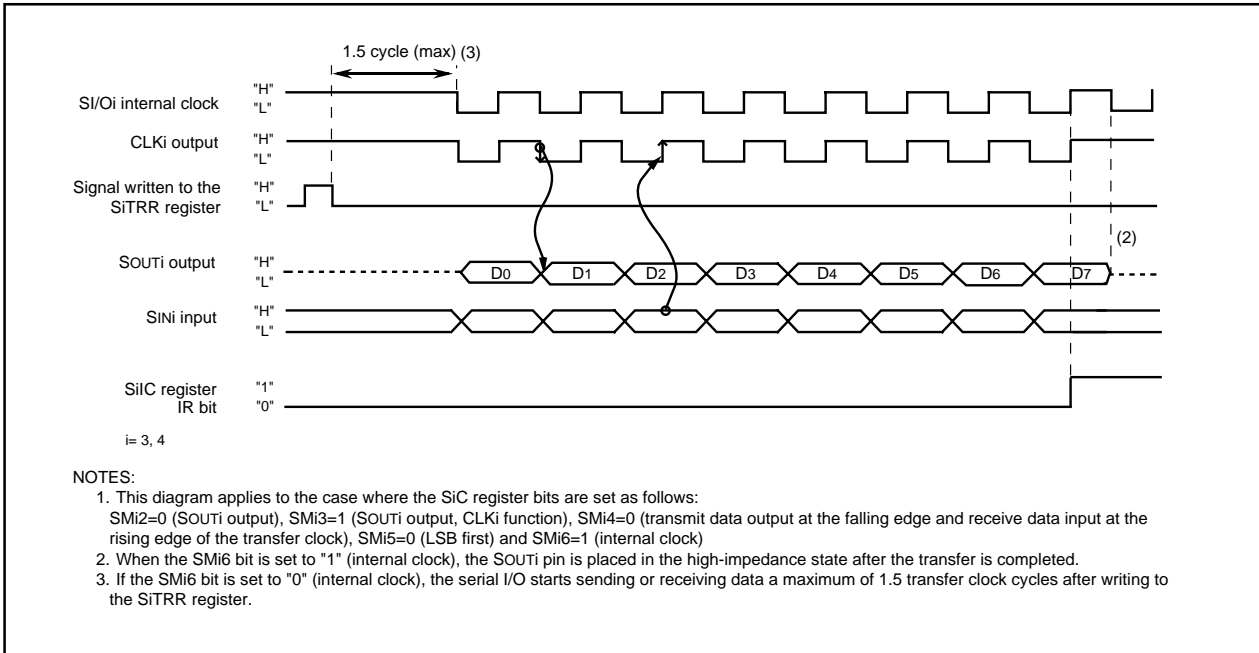 1.5 cycle (max) (3)
SI/Oi internal clock "H"
"L"
CLKi output "H"
"L"
Signal written to the "H"
SiTRR register "L"
(2)
SOUTi output "H"
"L"
D0 D1 D2 D3 D4 D5 D6 D7
SINi input "H"
"L"
SiIC register "1"
IR bit "0"
i= 3, 4
NOTES:
1. This diagram applies to the case where the SiC register bits are set as follows:
SMi2=0 (SOUTi output), SMi3=1 (SOUTi output, CLKi function), SMi4=0 (transmit data output at the falling edge and receive data input at the
rising edge of the transfer clock), SMi5=0 (LSB first) and SMi6=1 (internal clock)
2. When the SMi6 bit is set to "1" (internal clock), the SOUTi pin is placed in the high-impedance state after the transfer is completed.
3. If the SMi6 bit is set to "0" (internal clock), the serial I/O starts sending or receiving data a maximum of 1.5 transfer clock cycles after writing to
the SiTRR register.